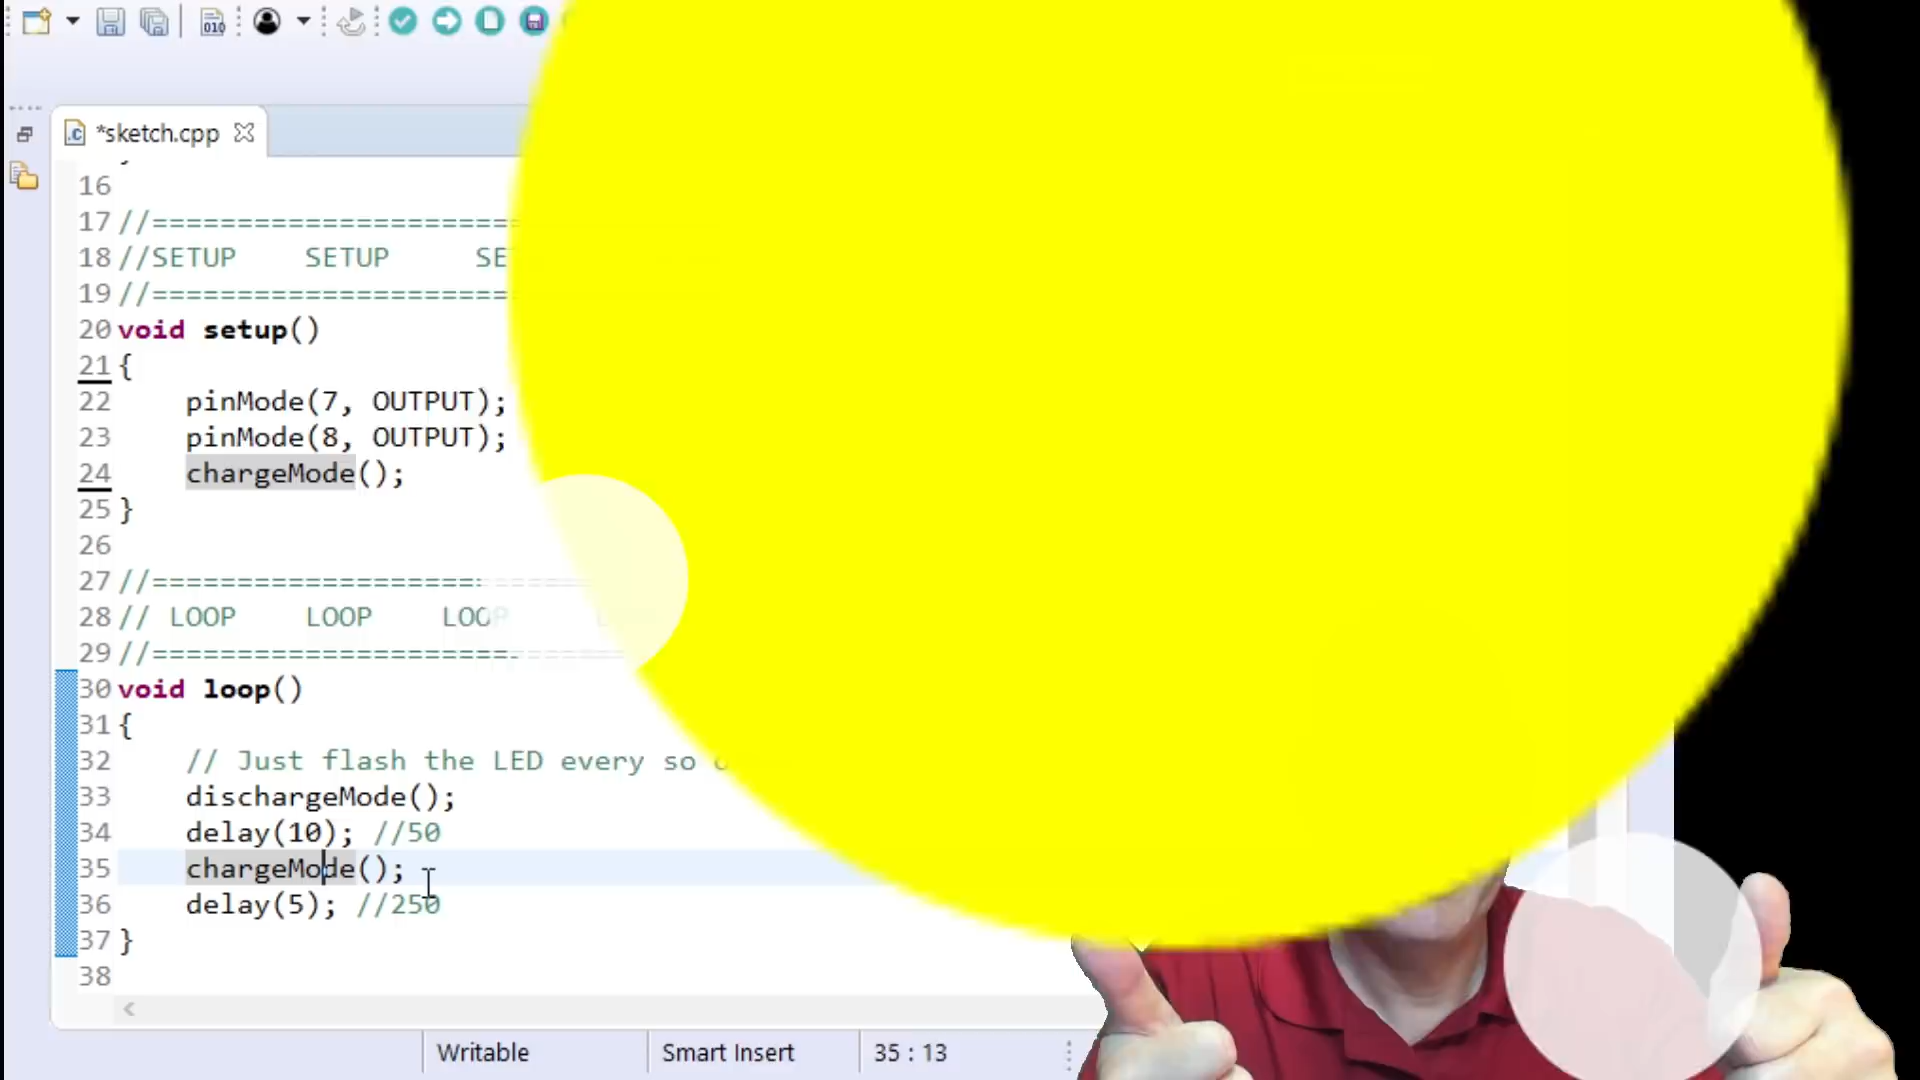 010
*sketch.cpp
16
17 //======================
18 //SETUP    SETUP    SE
19 //======================
20 void setup()
21 {
22     pinMode(7, OUTPUT);
23     pinMode(8, OUTPUT);
24     chargeMode();
25 }
26
27 //============================
28 // LOOP    LOOP    LOOP
29 //============================
30 void loop()
31 {
32     // Just flash the LED every so
33     dischargeMode();
34     delay(10); //50
35     chargeMode();
36     delay(5); //250
37 }
38
Writable    Smart Insert    35 : 13